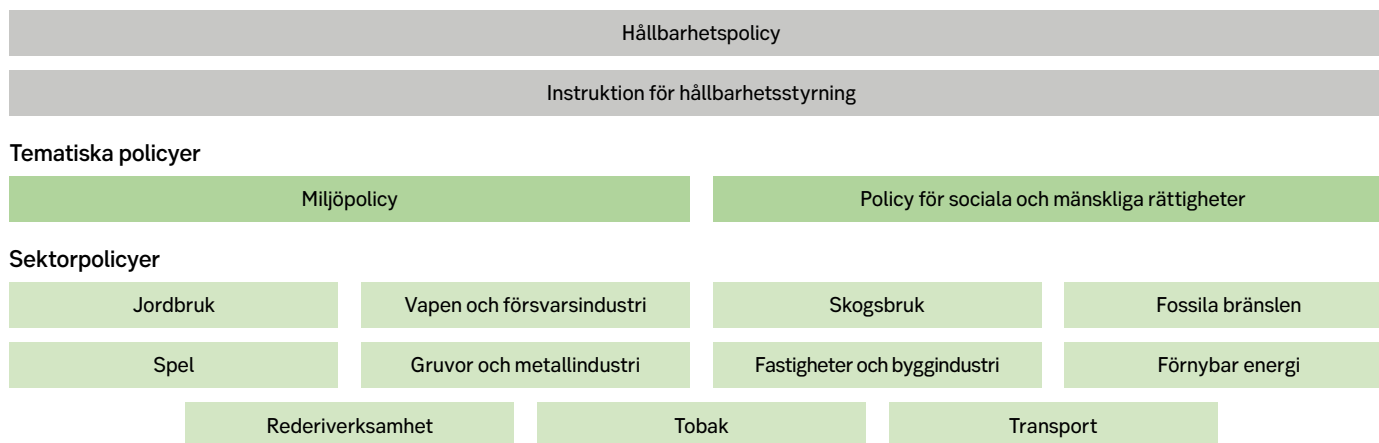 Hållbarhetspolicy
Instruktion för hållbarhetsstyrning
Tematiska policyer
Miljöpolicy
Policy för sociala och mänskliga rättigheter
Sektorpolicyer
Jordbruk
Vapen och försvarsindustri
Skogsbruk
Fossila bränslen
Spel
Gruvor och metallindustri
Fastigheter och byggindustri
Förnybar energi
Rederiverksamhet
Tobak
Transport